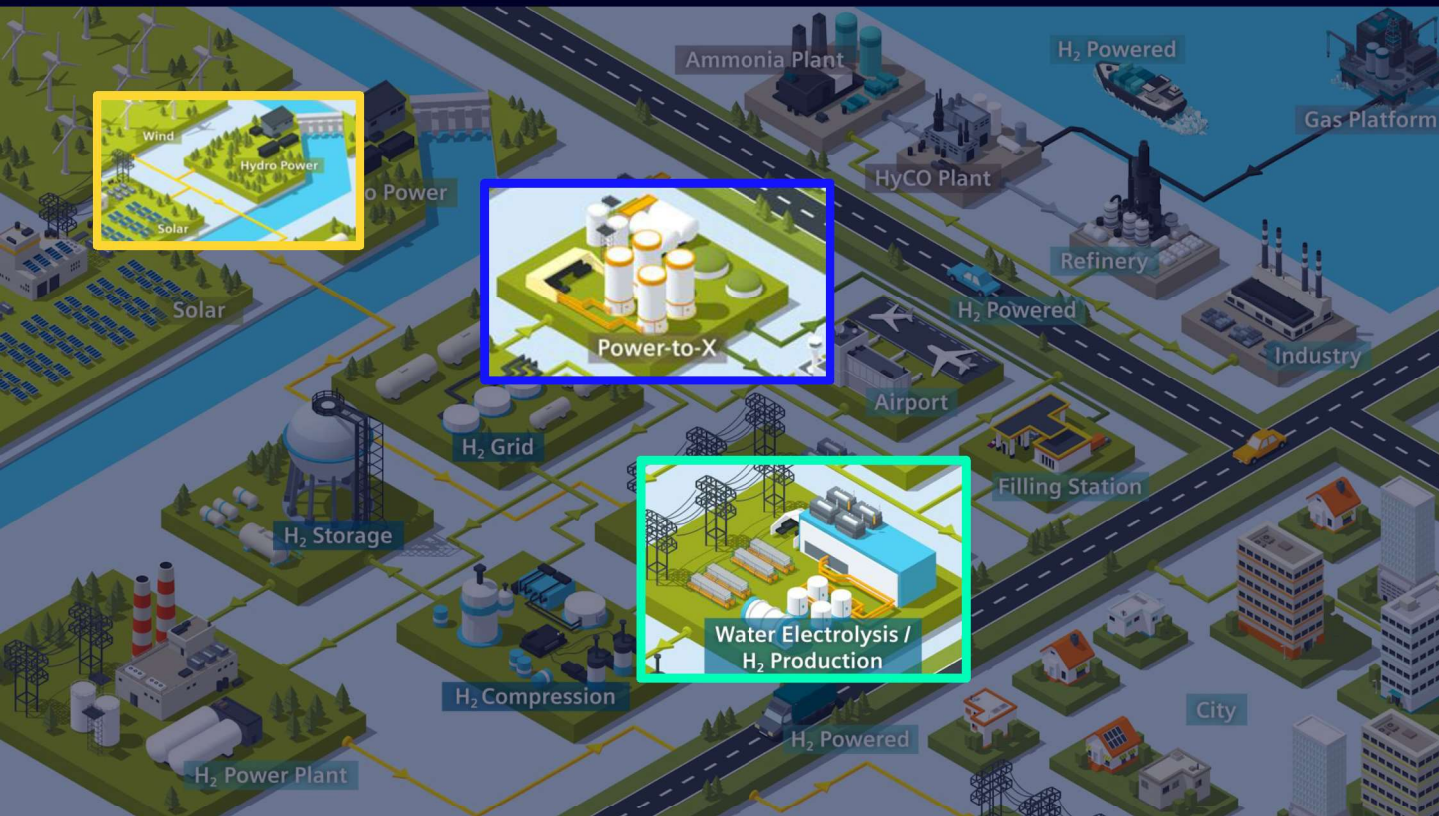 Ammonia Plant
H₂ Powered
Gas Platform
Wind
Hydro Power
o Power
HyCO Plant
Solar
Refinery
Solar
H₂ Powered
Power-to-X
Industry
Airport
H₂ Grid
Filling Station
H₂ Storage
Water Electrolysis /
H₂ Production
H₂ Compression
City
H₂ Powered
H₂ Power Plant